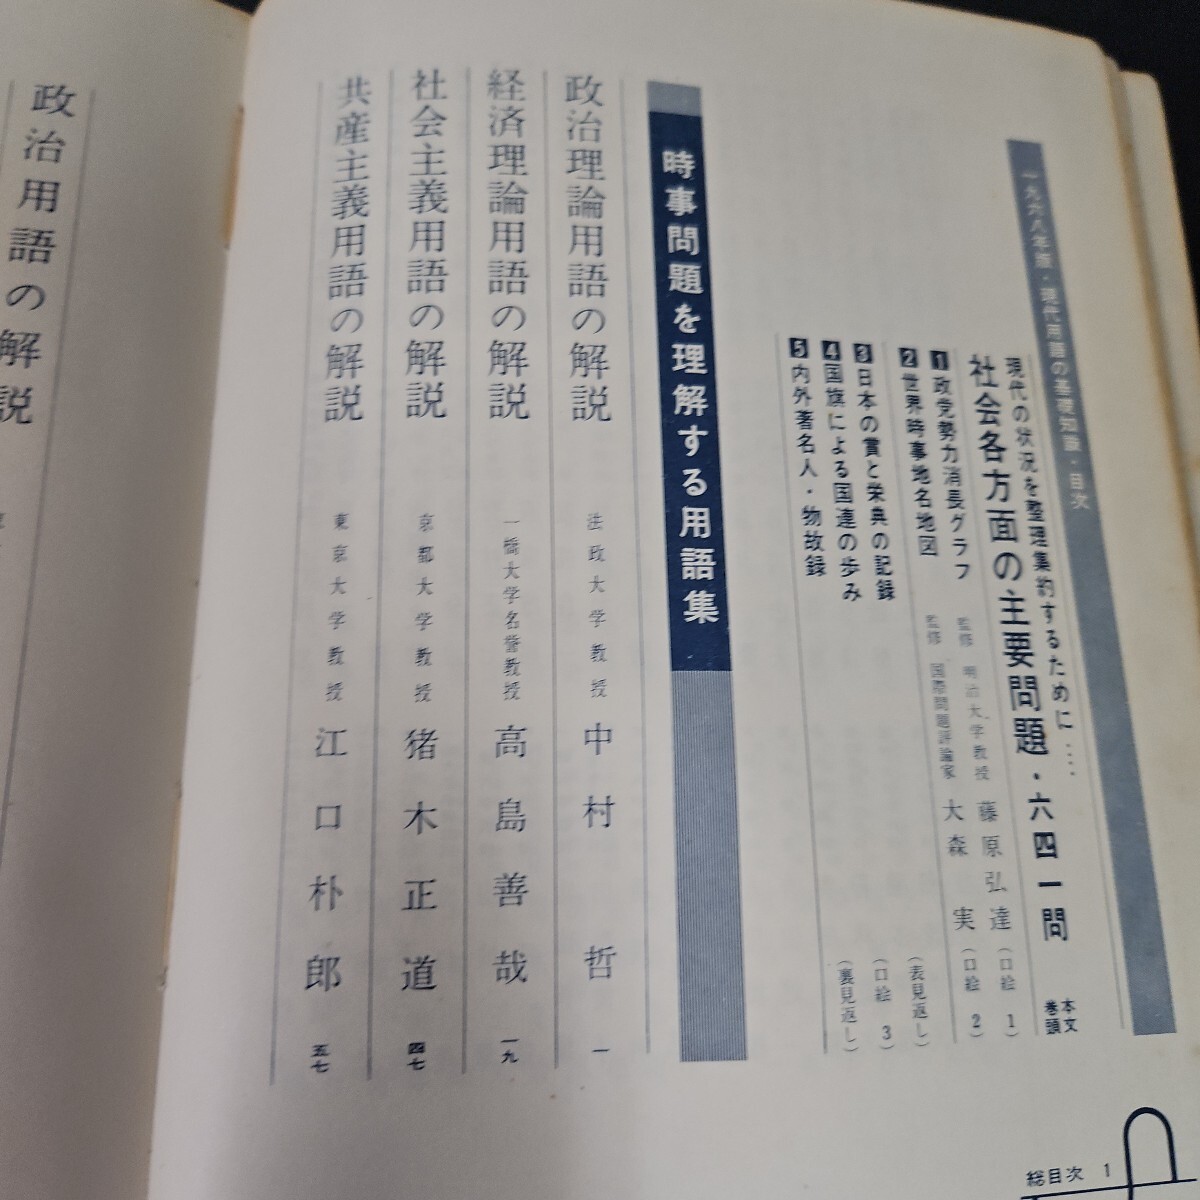 一九六八年版・現代用語の基礎知識・目次
現代の状況を整理集約するために‥‥
社会各方面の主要問題・六四一問 本文巻頭
1 政党勢力消長グラフ 監修 明治大学教授 藤原弘達 (口絵 1)
2 世界時事地名地図 監修 国際問題評論家 大森実 (口絵 2)
3 日本の賞と栄典の記録 (表見返し)
4 国旗による国連の歩み (口絵 3)
5 内外著名人・物故録 (裏見返し)
時事問題を理解する用語集
政治理論用語の解説 法政大学教授 中村哲 一
経済理論用語の解説 一橋大学名誉教授 高島善哉 一九
社会主義用語の解説 京都大学教授 猪木正道 四七
共産主義用語の解説 東京大学教授 江口朴郎 五七
総目次 1
政治用語の解説